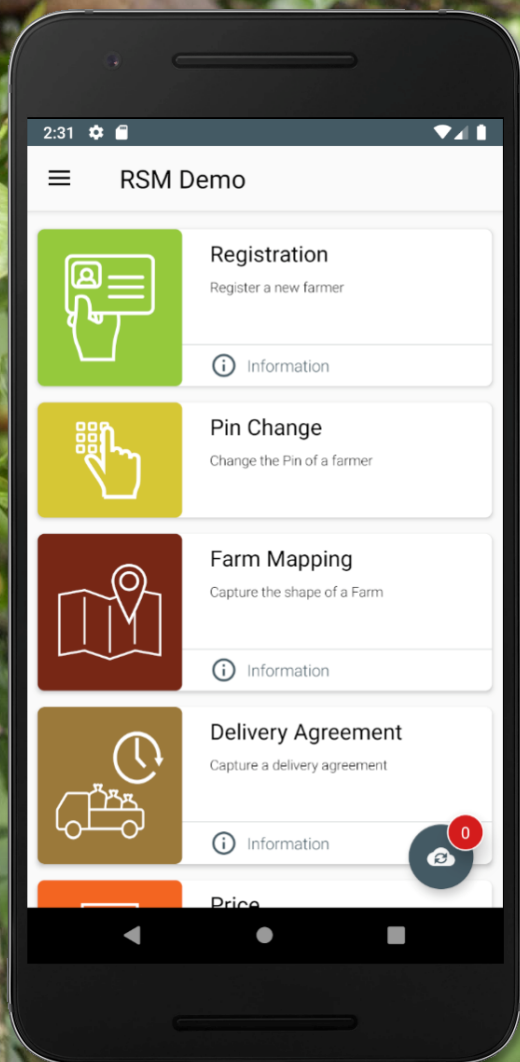 2:31
RSM Demo
Registration
Register a new farmer
Information
Pin Change
Change the Pin of a farmer
Farm Mapping
Capture the shape of a Farm
Information
Delivery Agreement
Capture a delivery agreement
Information
0
Price